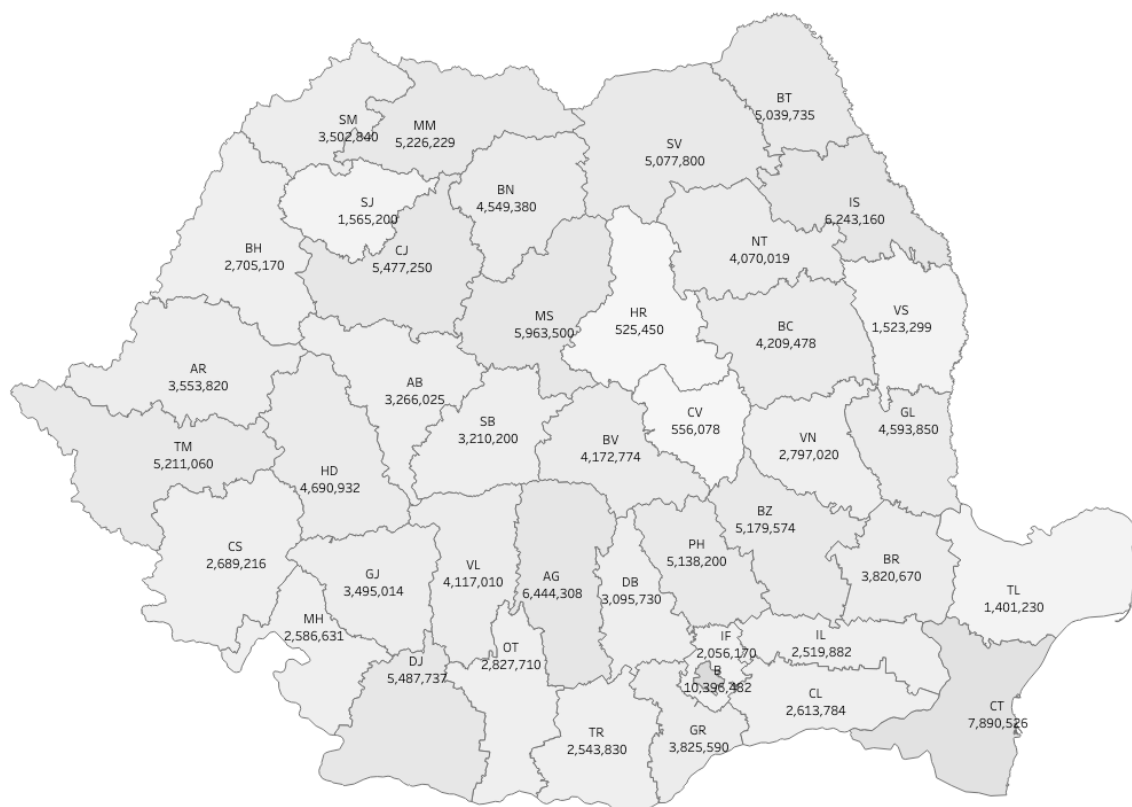 BT
5,039,735
SM
3,502,840
MM
5,226,229
SV
5,077,800
BN
4,549,380
SJ
1,565,200
IS
6,243,160
BH
2,705,170
CJ
5,477,250
NT
4,070,019
MS
5,963,500
HR
525,450
BC
4,209,478
VS
1,523,299
AR
3,553,820
AB
3,266,025
SB
3,210,200
CV
556,078
GL
4,593,850
BV
4,172,774
VN
2,797,020
TM
5,211,060
HD
4,690,932
BZ
5,179,574
CS
2,689,216
GJ
3,495,014
VL
4,117,010
AG
6,444,308
DB
3,095,730
PH
5,138,200
BR
3,820,670
TL
1,401,230
MH
2,586,631
OT
2,827,710
IF
2,056,170
IL
2,519,882
DJ
5,487,737
B
10,396,482
CL
2,613,784
CT
7,890,526
TR
2,543,830
GR
3,825,590